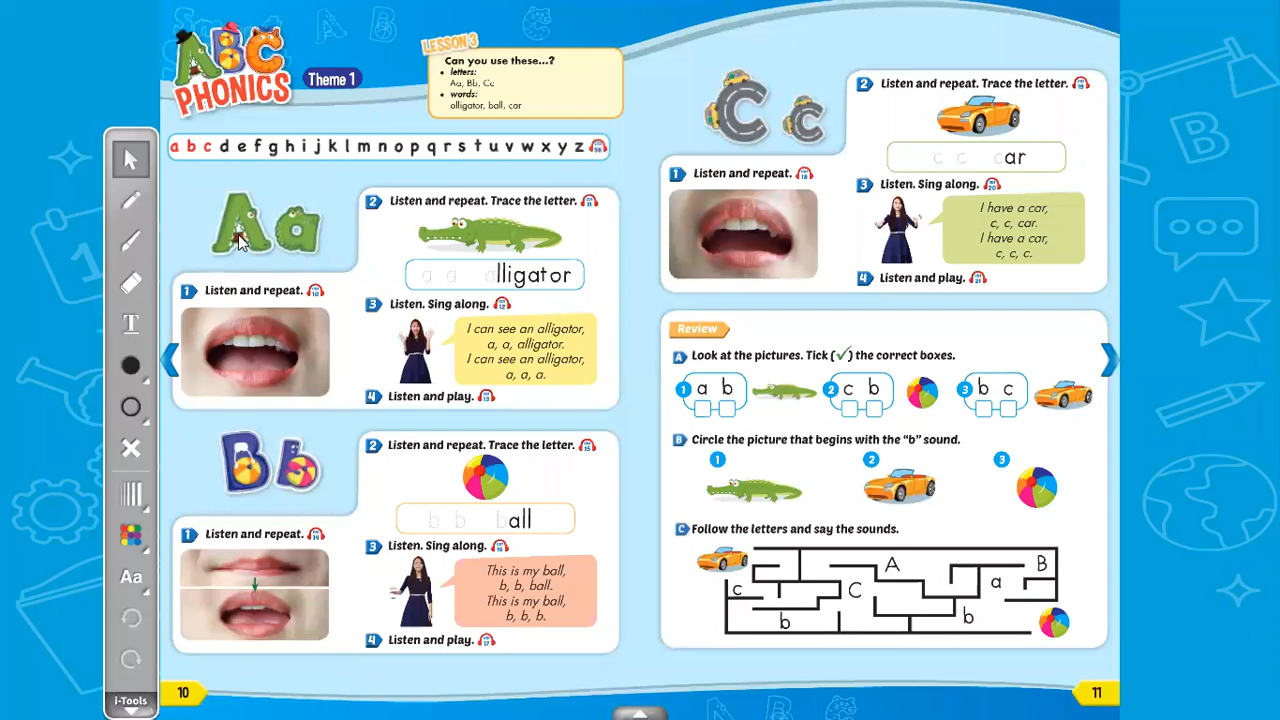 ABC
PHONICS
Theme 1
LESSON 3
Can you use these...?
• letters:
Aa, Bb, Cc
• words:
alligator, ball, car
a b c d e f g h i j k l m n o p q r s t u v w x y z
Aa
1 Listen and repeat.
2 Listen and repeat. Trace the letter.
a a alligator
3 Listen. Sing along.
I can see an alligator,
a, a, alligator.
I can see an alligator,
a, a, a.
4 Listen and play.
Bb
1 Listen and repeat.
2 Listen and repeat. Trace the letter.
b b ball
3 Listen. Sing along.
This is my ball,
b, b, ball.
This is my ball,
b, b, b.
4 Listen and play.
10
Cc
1 Listen and repeat.
2 Listen and repeat. Trace the letter.
c c car
3 Listen. Sing along.
I have a car,
c, c, car.
I have a car,
c, c, c.
4 Listen and play.
Review
A Look at the pictures. Tick (✓) the correct boxes.
1 a b
2 c b
3 b c
B Circle the picture that begins with the “b” sound.
1 2 3
C Follow the letters and say the sounds.
A B
c C a
b b
11
T
Aa
i-Tools